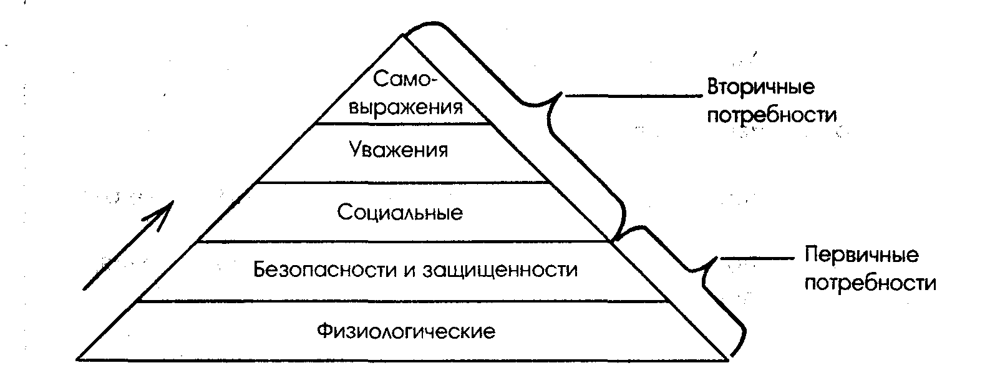 Само-
выражения
Вторичные
потребности
Уважения
Социальные
Безопасности и защищенности
Первичные
потребности
Физиологические